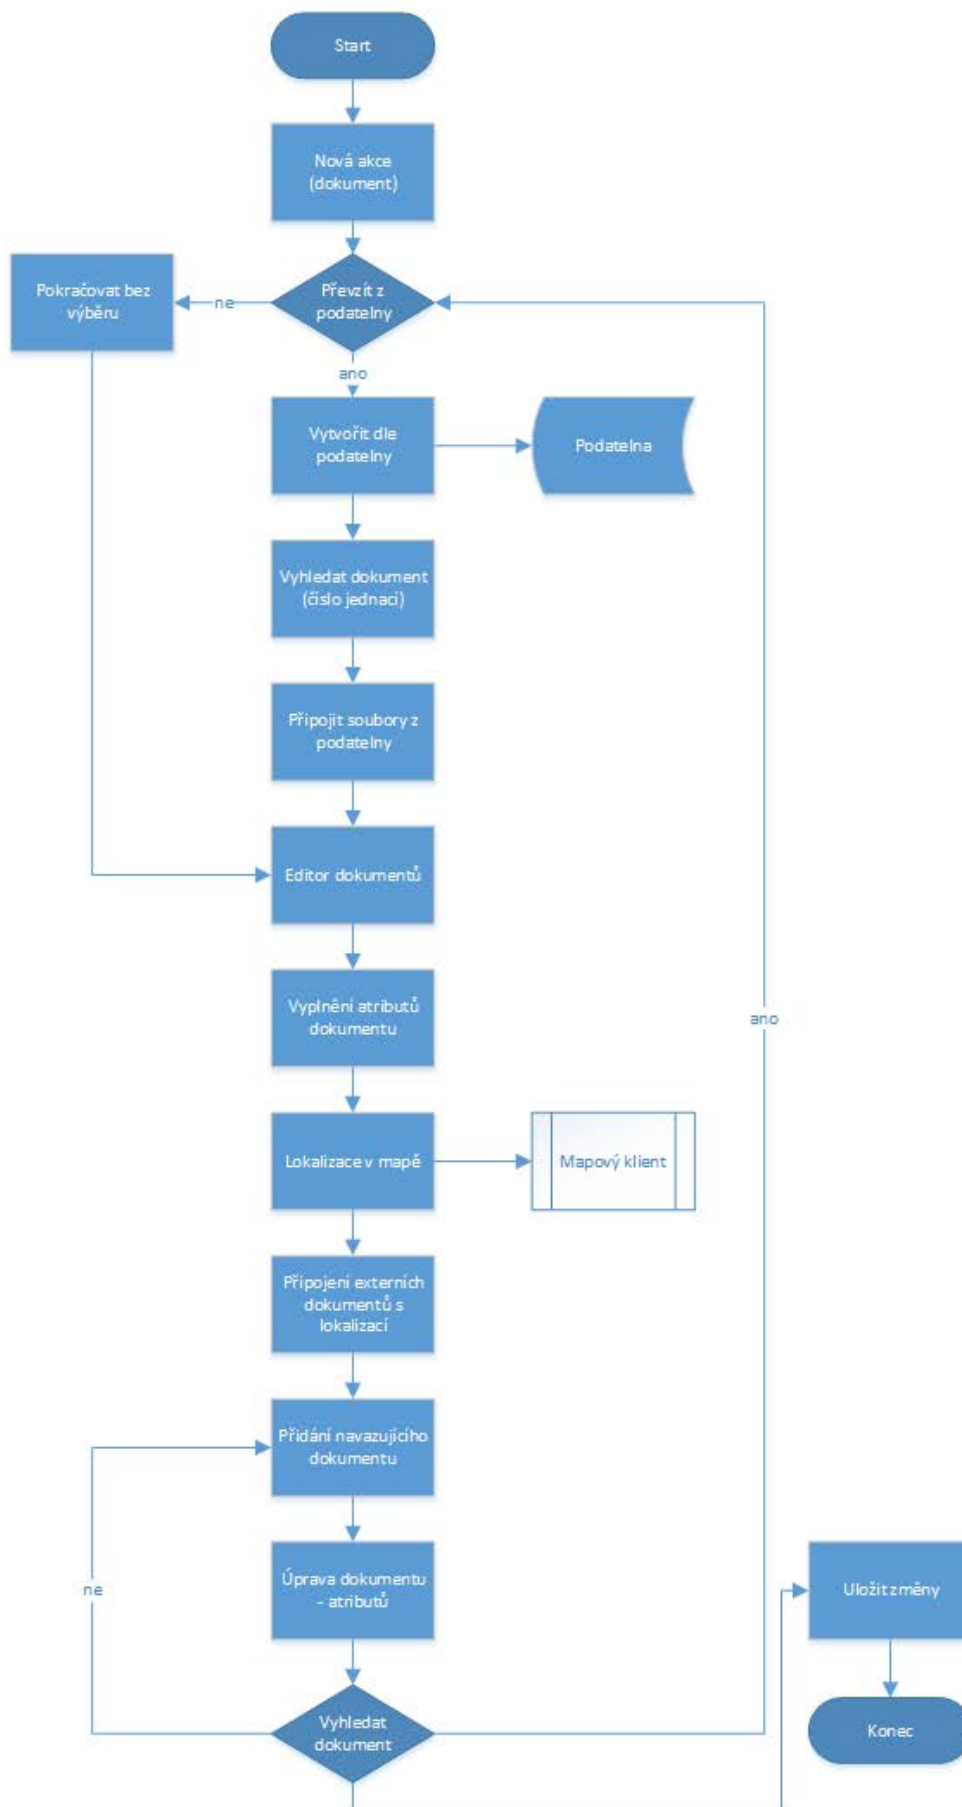 Start
Nová akce
(dokument)
Pokračovat bez
výběru
ne
Převzít z
podatelny
ano
Vytvořit dle
podatelny
Podatelna
Vyhledat dokument
(číslo jednací)
Připojit soubory z
podatelny
Editor dokumentů
Vyplnění atributů
dokumentu
ano
Lokalizace v mapě
Mapový klient
Připojení externích
dokumentů s
lokalizací
Přidání navazujícího
dokumentu
ne
Úprava dokumentu
- atributů
Uložit změny
Vyhledat
dokument
Konec